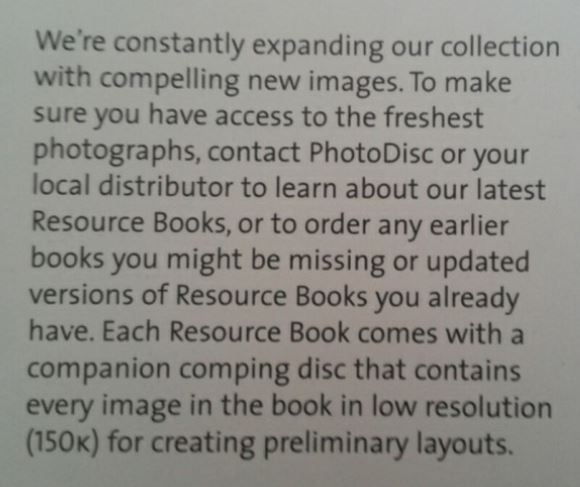 We're constantly expanding our collection
with compelling new images. To make
sure you have access to the freshest
photographs, contact PhotoDisc or your
local distributor to learn about our latest
Resource Books, or to order any earlier
books you might be missing or updated
versions of Resource Books you already
have. Each Resource Book comes with a
companion comping disc that contains
every image in the book in low resolution
(150K) for creating preliminary layouts.